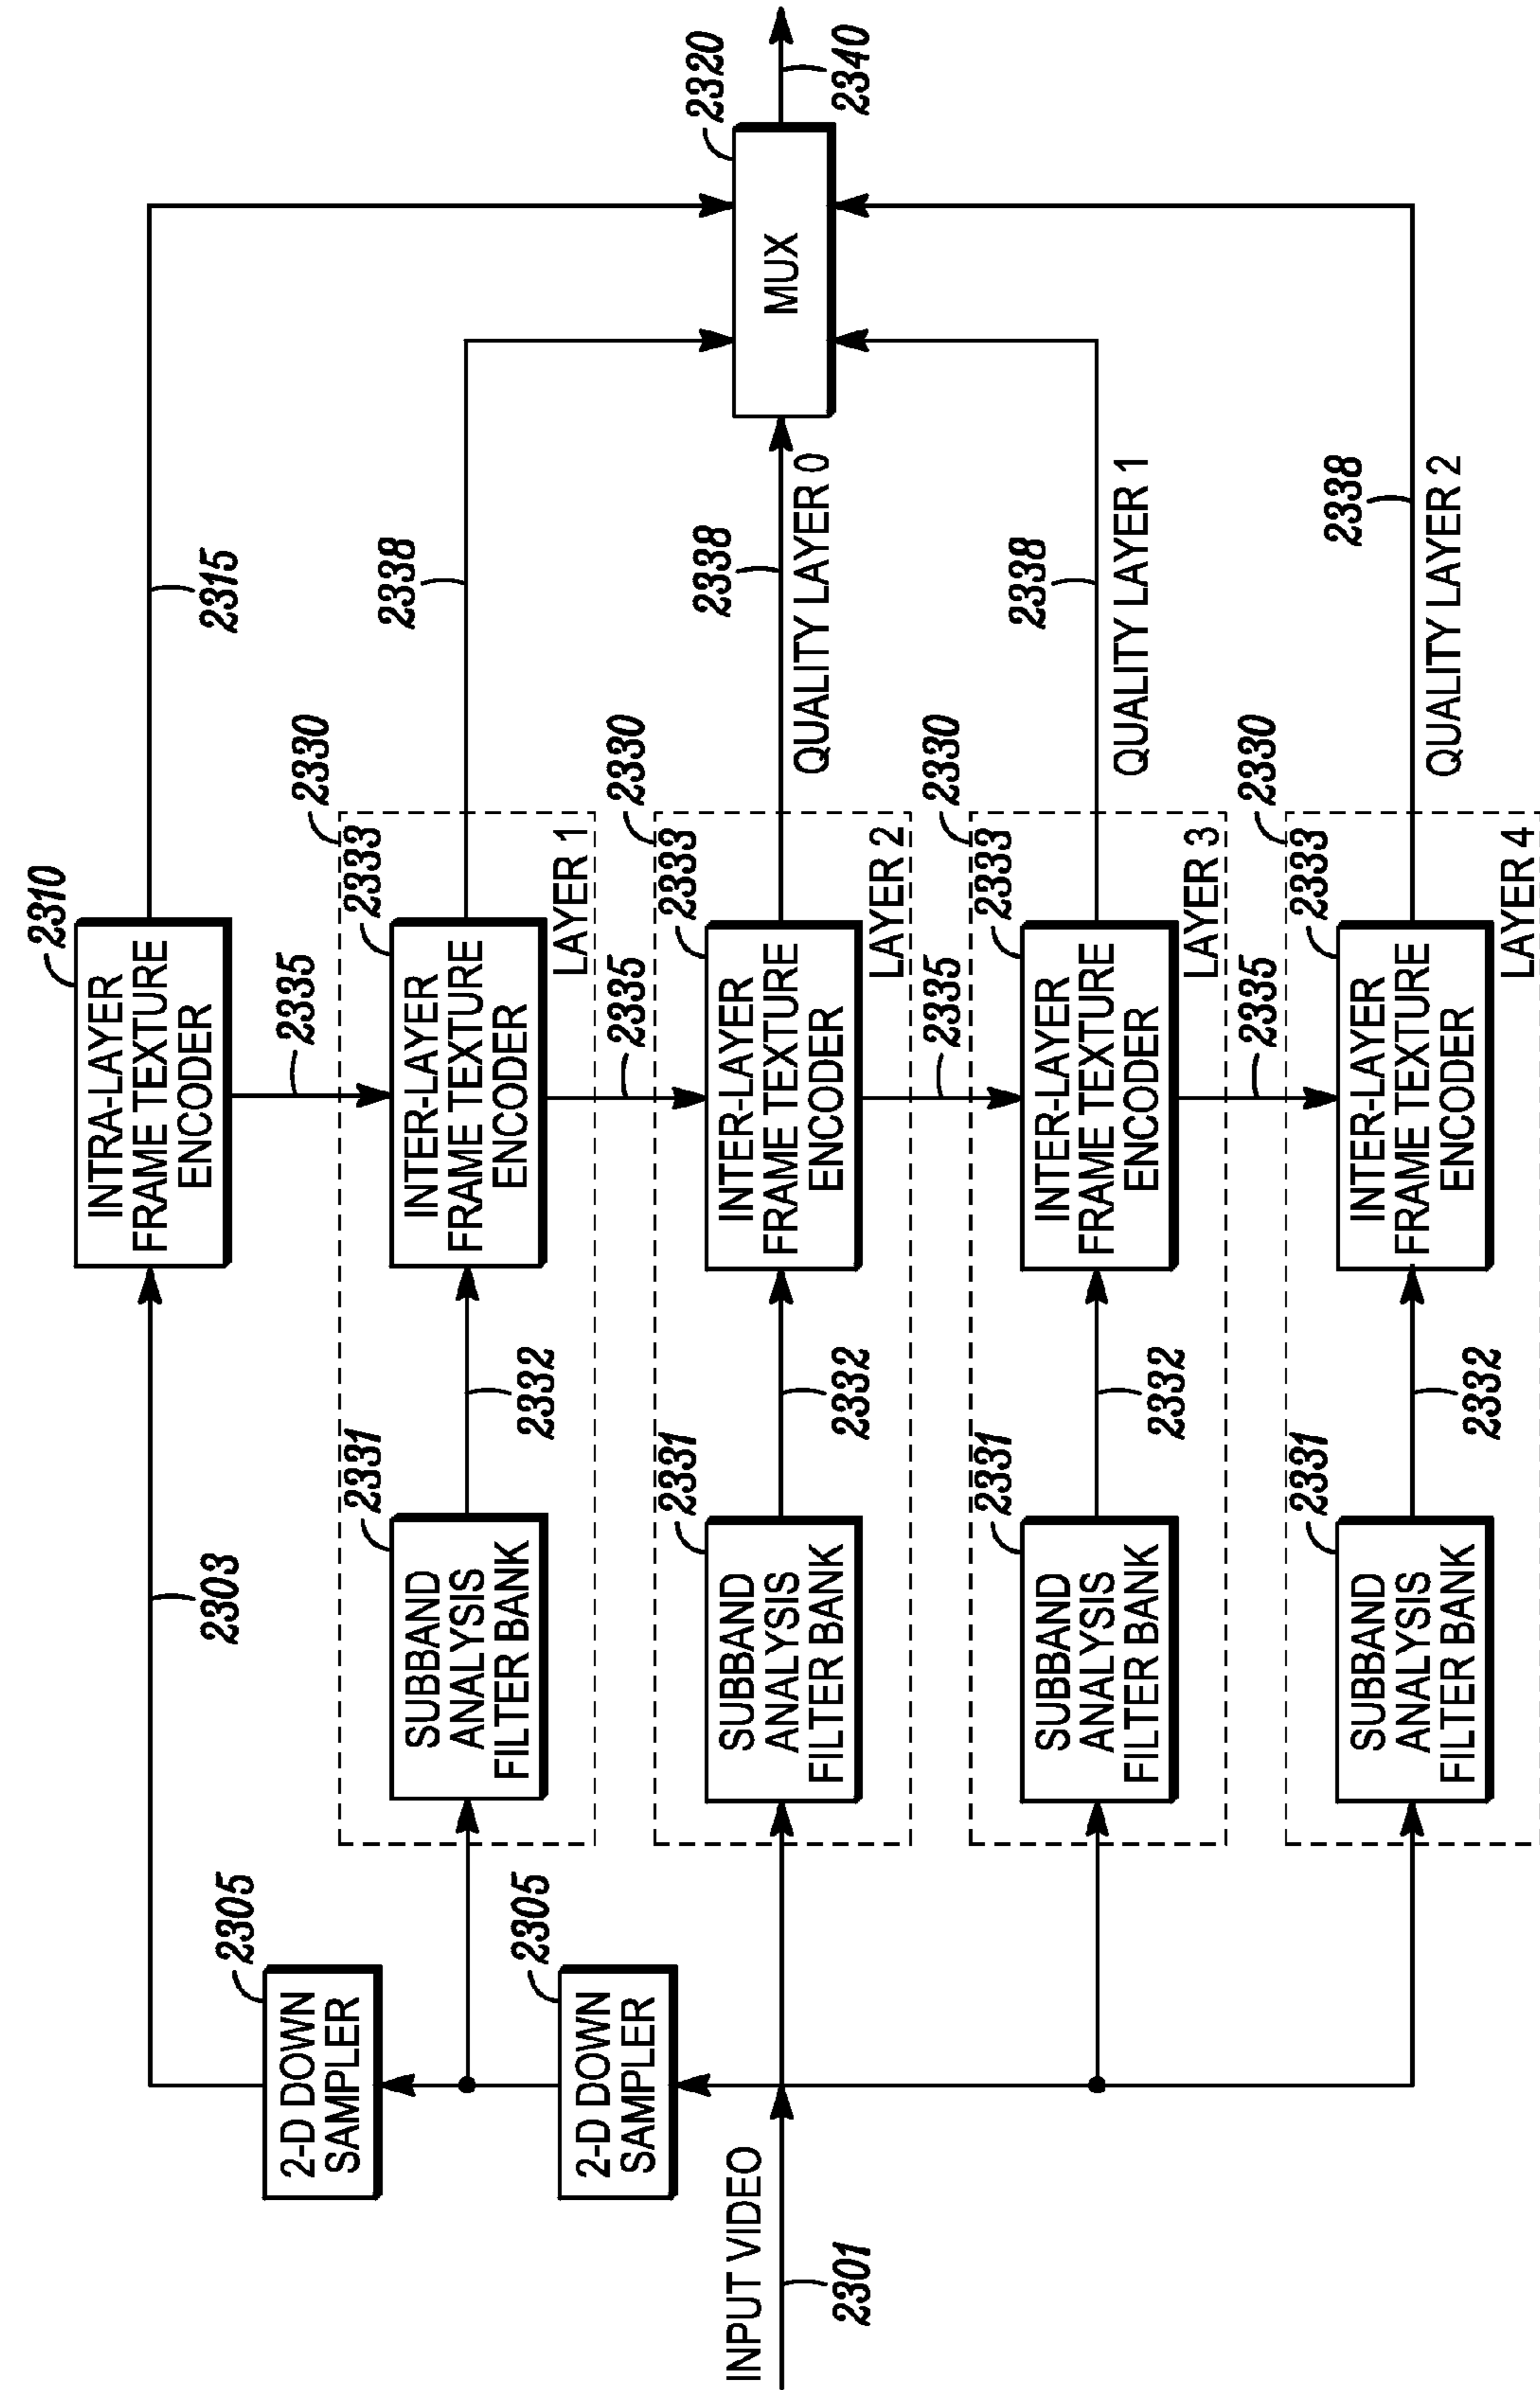 2310
INTRA-LAYER
FRAME TEXTURE
ENCODER
2303
2315
2305
2-D DOWN
SAMPLER
2335
2330
2331
SUBBAND
ANALYSIS
FILTER BANK
2332
2333
INTER-LAYER
FRAME TEXTURE
ENCODER
LAYER 1
2338
2305
2-D DOWN
SAMPLER
2335
2330
INPUT VIDEO
2301
2331
SUBBAND
ANALYSIS
FILTER BANK
2332
2333
INTER-LAYER
FRAME TEXTURE
ENCODER
LAYER 2
2338
QUALITY LAYER 0
2320
MUX
2340
2335
2330
2331
SUBBAND
ANALYSIS
FILTER BANK
2332
2333
INTER-LAYER
FRAME TEXTURE
ENCODER
LAYER 3
2338
QUALITY LAYER 1
2335
2330
2331
SUBBAND
ANALYSIS
FILTER BANK
2332
2333
INTER-LAYER
FRAME TEXTURE
ENCODER
LAYER 4
2338
QUALITY LAYER 2